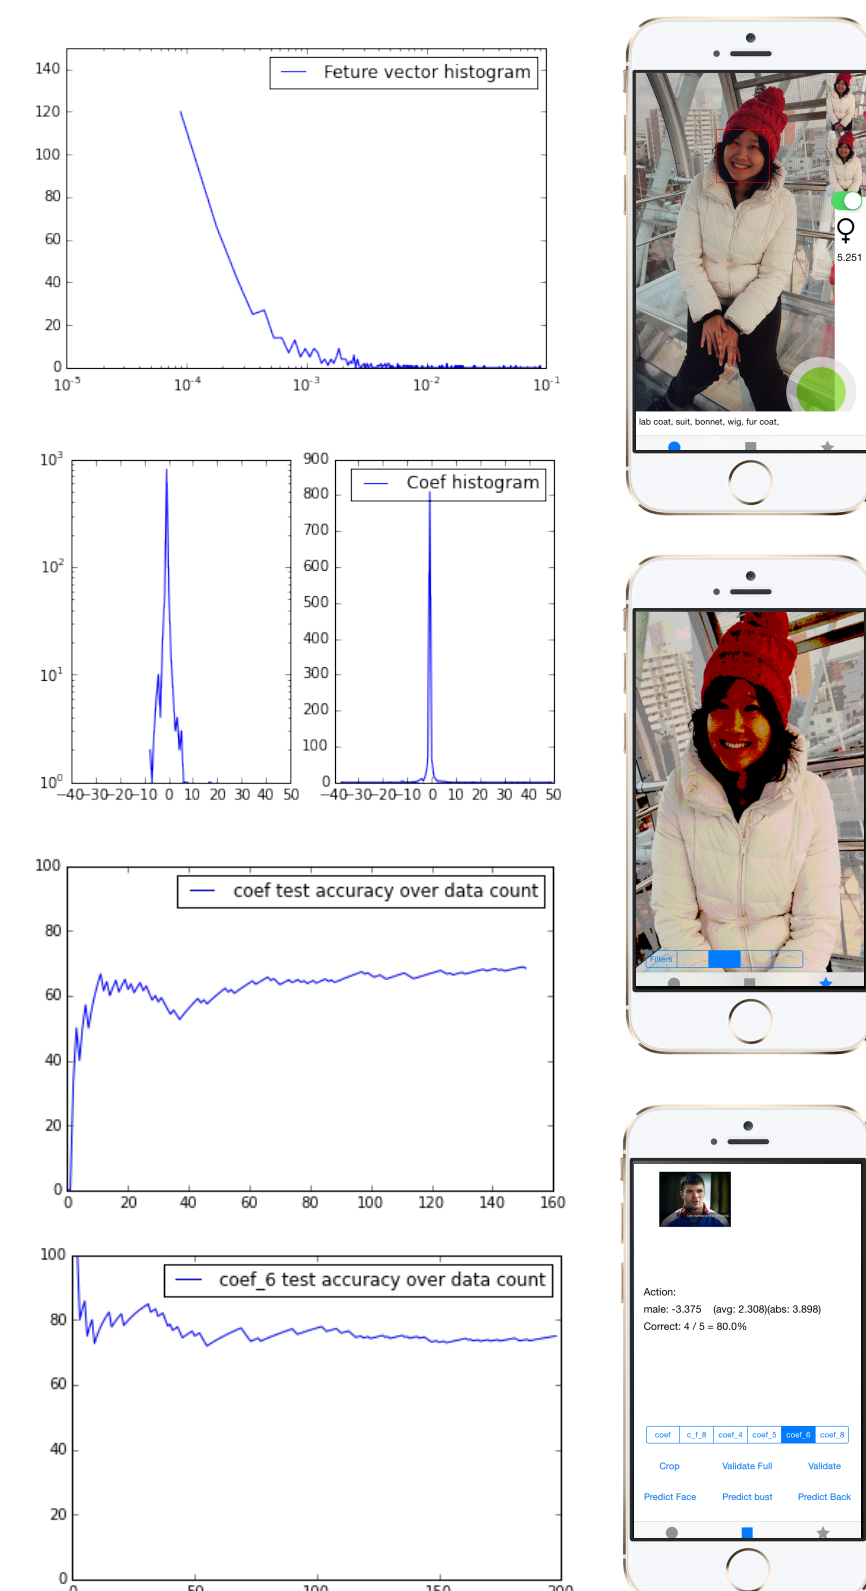 Feture vector histogram
140
120
100
80
60
40
20
0
10⁻⁵ 10⁻⁴ 10⁻³ 10⁻² 10⁻¹
10³
10²
10¹
10⁰
−40−30−20−10 0 10 20 30 40 50
Coef histogram
900
800
700
600
500
400
300
200
100
0
−40−30−20−10 0 10 20 30 40 50
coef test accuracy over data count
100
80
60
40
20
0
0 20 40 60 80 100 120 140 160
coef_6 test accuracy over data count
100
80
60
40
20
0
0 50 100 150 200
5.251
lab coat, suit, bonnet, wig, fur coat,
Filters
Action:
male: -3.375 (avg: 2.308)(abs: 3.898)
Correct: 4 / 5 = 80.0%
coef c_f_8 coef_4 coef_5 coef_6 coef_8
Crop Validate Full Validate
Predict Face Predict bust Predict Back